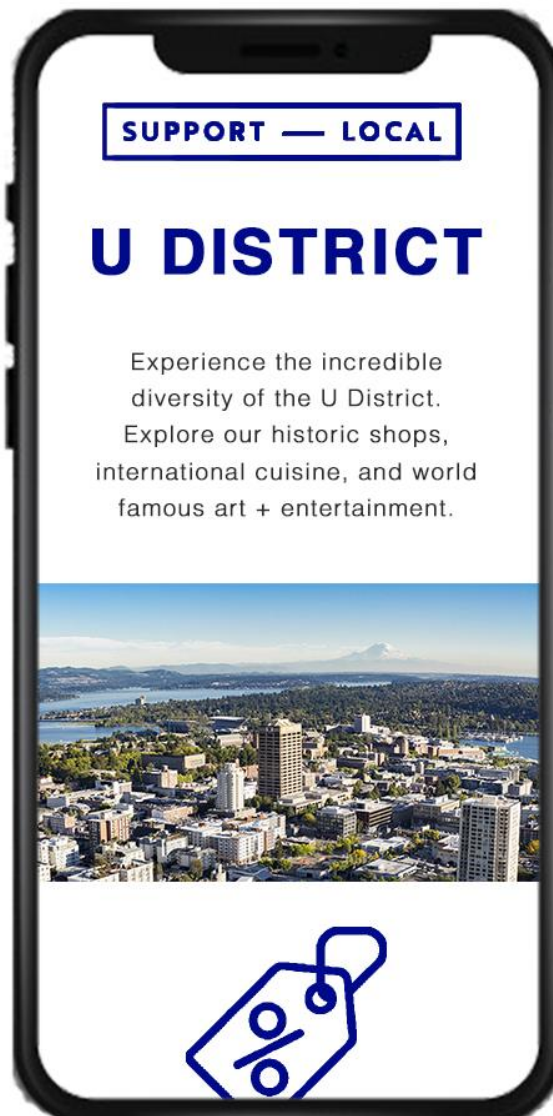 SUPPORT — LOCAL
U DISTRICT
Experience the incredible
diversity of the U District.
Explore our historic shops,
international cuisine, and world
famous art + entertainment.
%